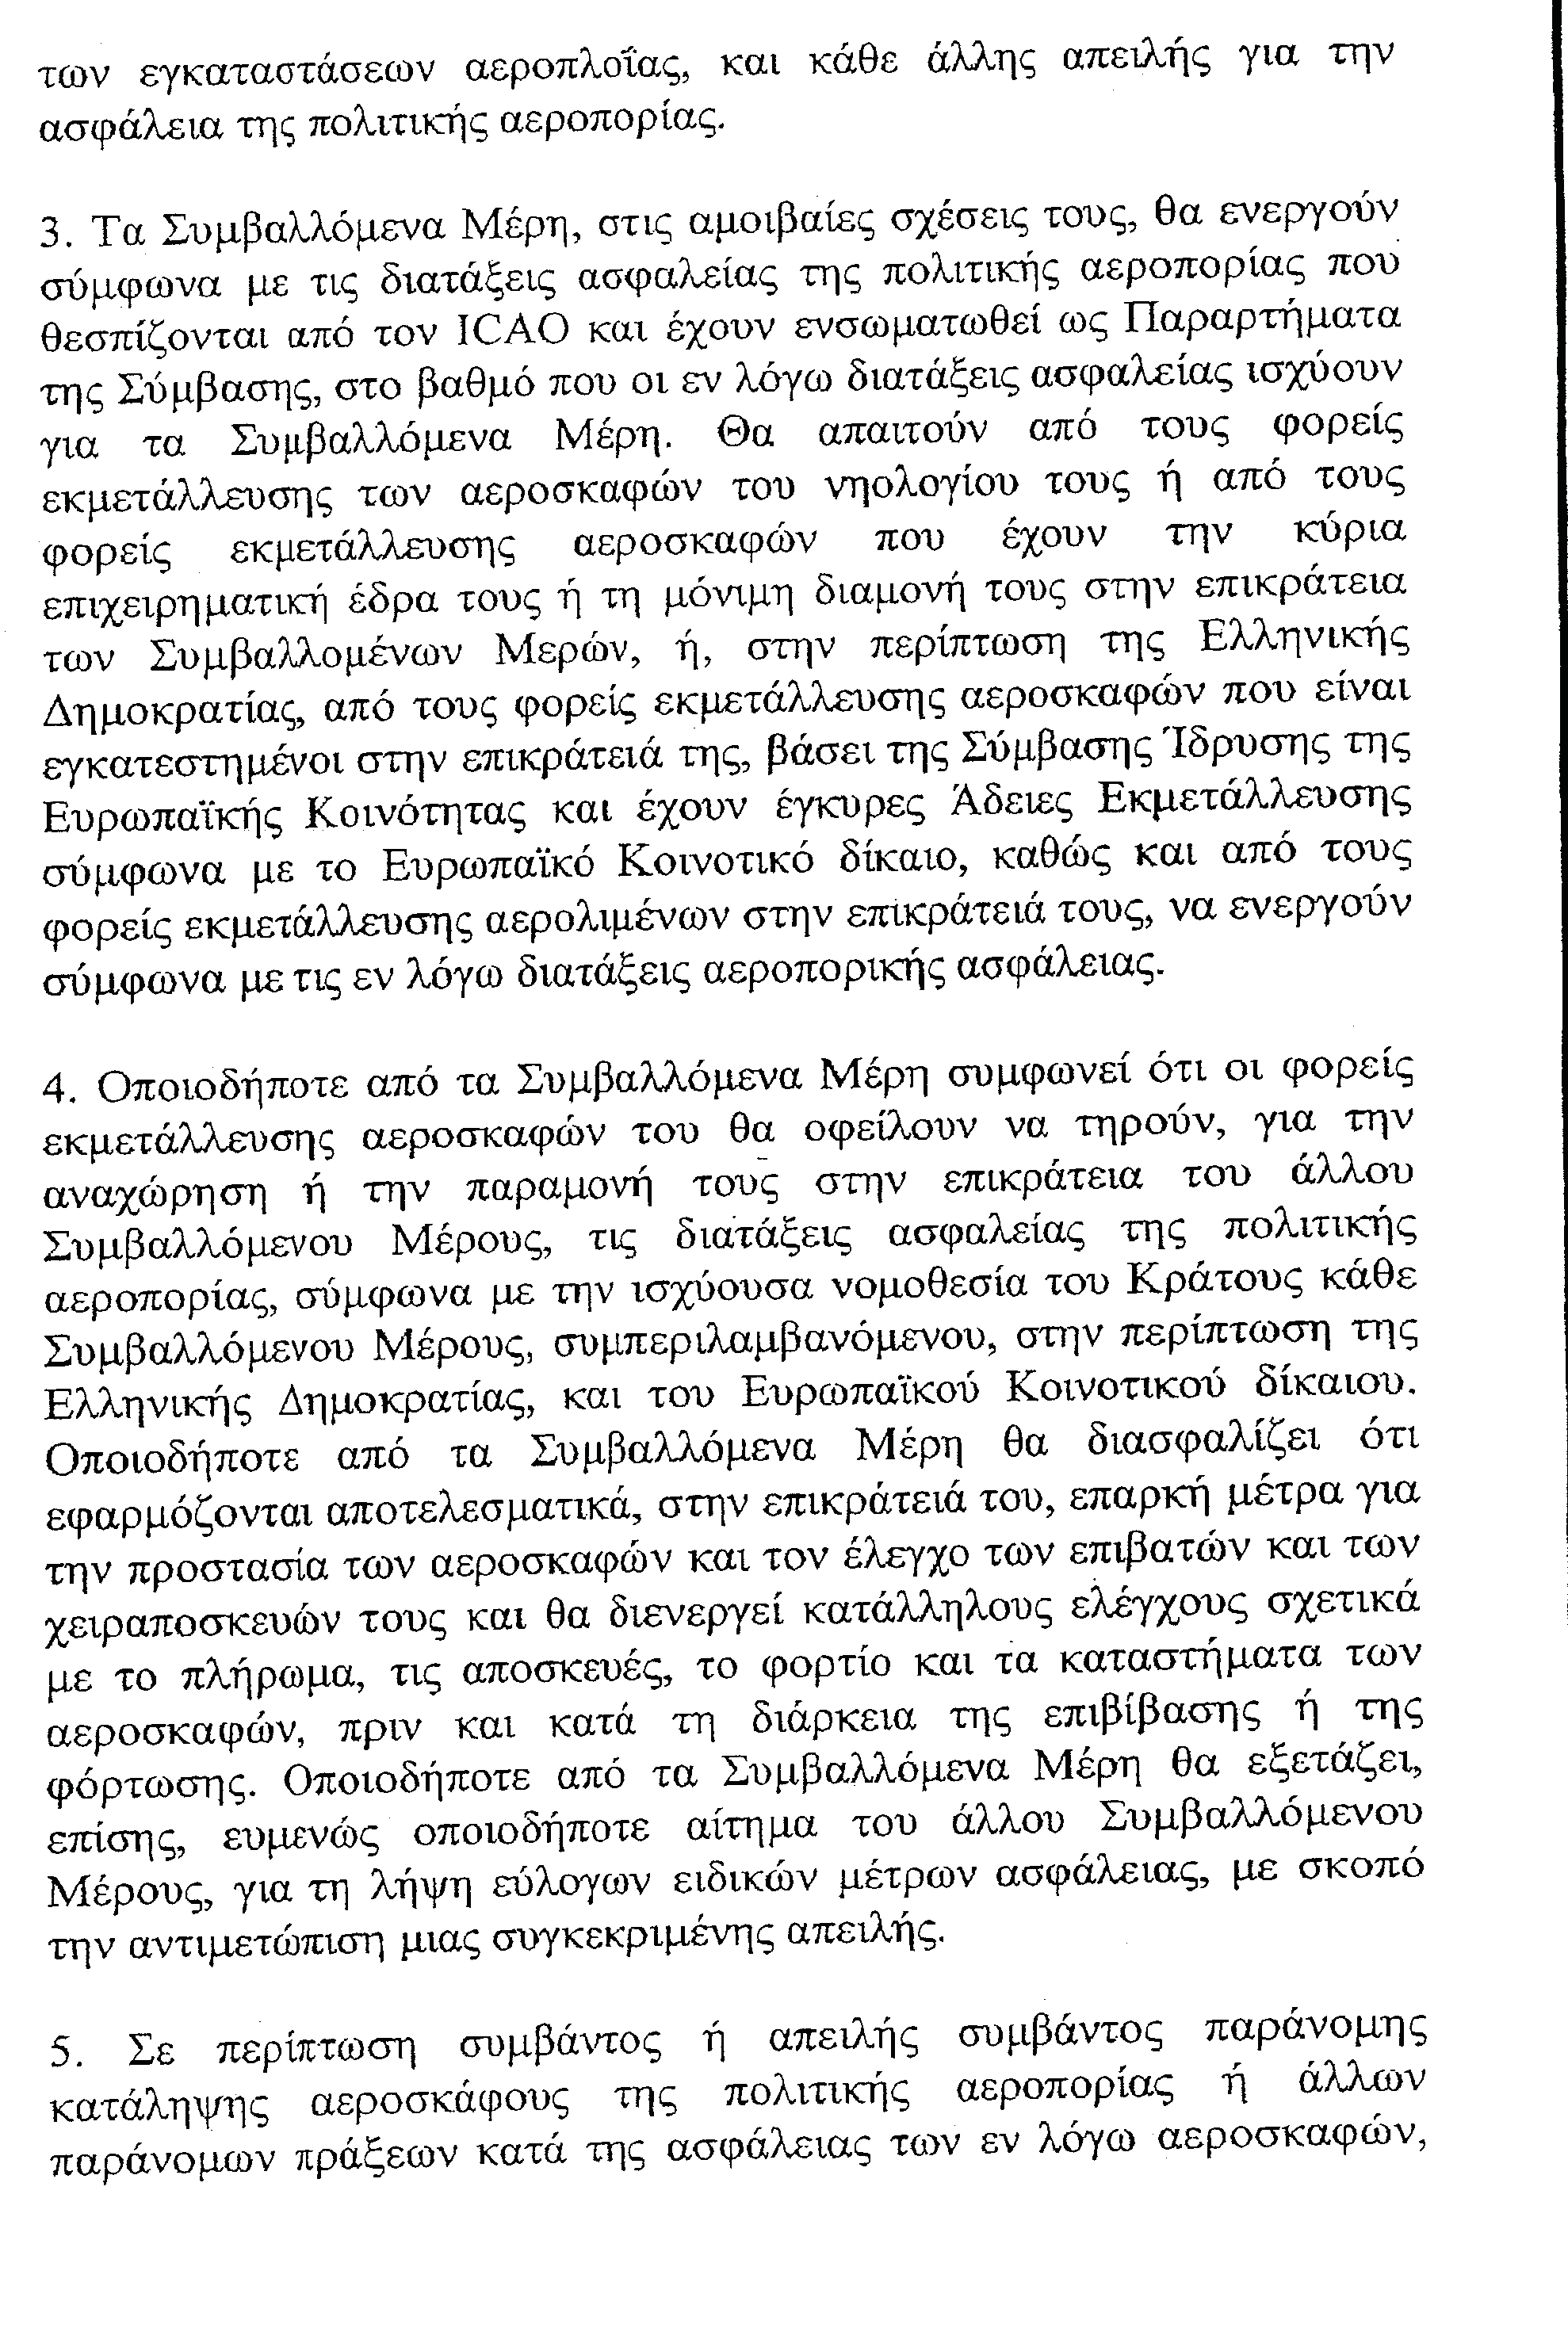 των εγκαταστάσεων αεροπλοΐας, και κάθε άλλης απειλής για την
ασφάλεια της πολιτικής αεροπορίας.
3. Τα Συμβαλλόμενα Μέρη, στις αμοιβαίες σχέσεις τους, θα ενεργούν
σύμφωνα με τις διατάξεις ασφαλείας της πολιτικής αεροπορίας που
θεσπίζονται από τον ICAO και έχουν ενσωματωθεί ως Παραρτήματα
της Σύμβασης, στο βαθμό που οι εν λόγω διατάξεις ασφαλείας ισχύουν
για τα Συμβαλλόμενα Μέρη. Θα απαιτούν από τους φορείς
εκμετάλλευσης των αεροσκαφών του νηολογίου τους ή από τους
φορείς εκμετάλλευσης αεροσκαφών που έχουν την κύρια
επιχειρηματική έδρα τους ή τη μόνιμη διαμονή τους στην επικράτεια
των Συμβαλλομένων Μερών, ή, στην περίπτωση της Ελληνικής
Δημοκρατίας, από τους φορείς εκμετάλλευσης αεροσκαφών που είναι
εγκατεστημένοι στην επικράτειά της, βάσει της Σύμβασης Ίδρυσης της
Ευρωπαϊκής Κοινότητας και έχουν έγκυρες Άδειες Εκμετάλλευσης
σύμφωνα με το Ευρωπαϊκό Κοινοτικό δίκαιο, καθώς και από τους
φορείς εκμετάλλευσης αερολιμένων στην επικράτειά τους, να ενεργούν
σύμφωνα με τις εν λόγω διατάξεις αεροπορικής ασφάλειας.
4. Οποιοδήποτε από τα Συμβαλλόμενα Μέρη συμφωνεί ότι οι φορείς
εκμετάλλευσης αεροσκαφών του θα οφείλουν να τηρούν, για την
αναχώρηση ή την παραμονή τους στην επικράτεια του άλλου
Συμβαλλόμενου Μέρους, τις διατάξεις ασφαλείας της πολιτικής
αεροπορίας, σύμφωνα με την ισχύουσα νομοθεσία του Κράτους κάθε
Συμβαλλόμενου Μέρους, συμπεριλαμβανόμενου, στην περίπτωση της
Ελληνικής Δημοκρατίας, και του Ευρωπαϊκού Κοινοτικού δίκαιου.
Οποιοδήποτε από τα Συμβαλλόμενα Μέρη θα διασφαλίζει ότι
εφαρμόζονται αποτελεσματικά, στην επικράτειά του, επαρκή μέτρα για
την προστασία των αεροσκαφών και τον έλεγχο των επιβατών και των
χειραποσκευών τους και θα διενεργεί κατάλληλους ελέγχους σχετικά
με το πλήρωμα, τις αποσκευές, το φορτίο και τα καταστήματα των
αεροσκαφών, πριν και κατά τη διάρκεια της επιβίβασης ή της
φόρτωσης. Οποιοδήποτε από τα Συμβαλλόμενα Μέρη θα εξετάζει,
επίσης, ευμενώς οποιοδήποτε αίτημα του άλλου Συμβαλλόμενου
Μέρους, για τη λήψη εύλογων ειδικών μέτρων ασφάλειας, με σκοπό
την αντιμετώπιση μιας συγκεκριμένης απειλής.
5. Σε περίπτωση συμβάντος ή απειλής συμβάντος παράνομης
κατάληψης αεροσκάφους της πολιτικής αεροπορίας ή άλλων
παράνομων πράξεων κατά της ασφάλειας των εν λόγω αεροσκαφών,